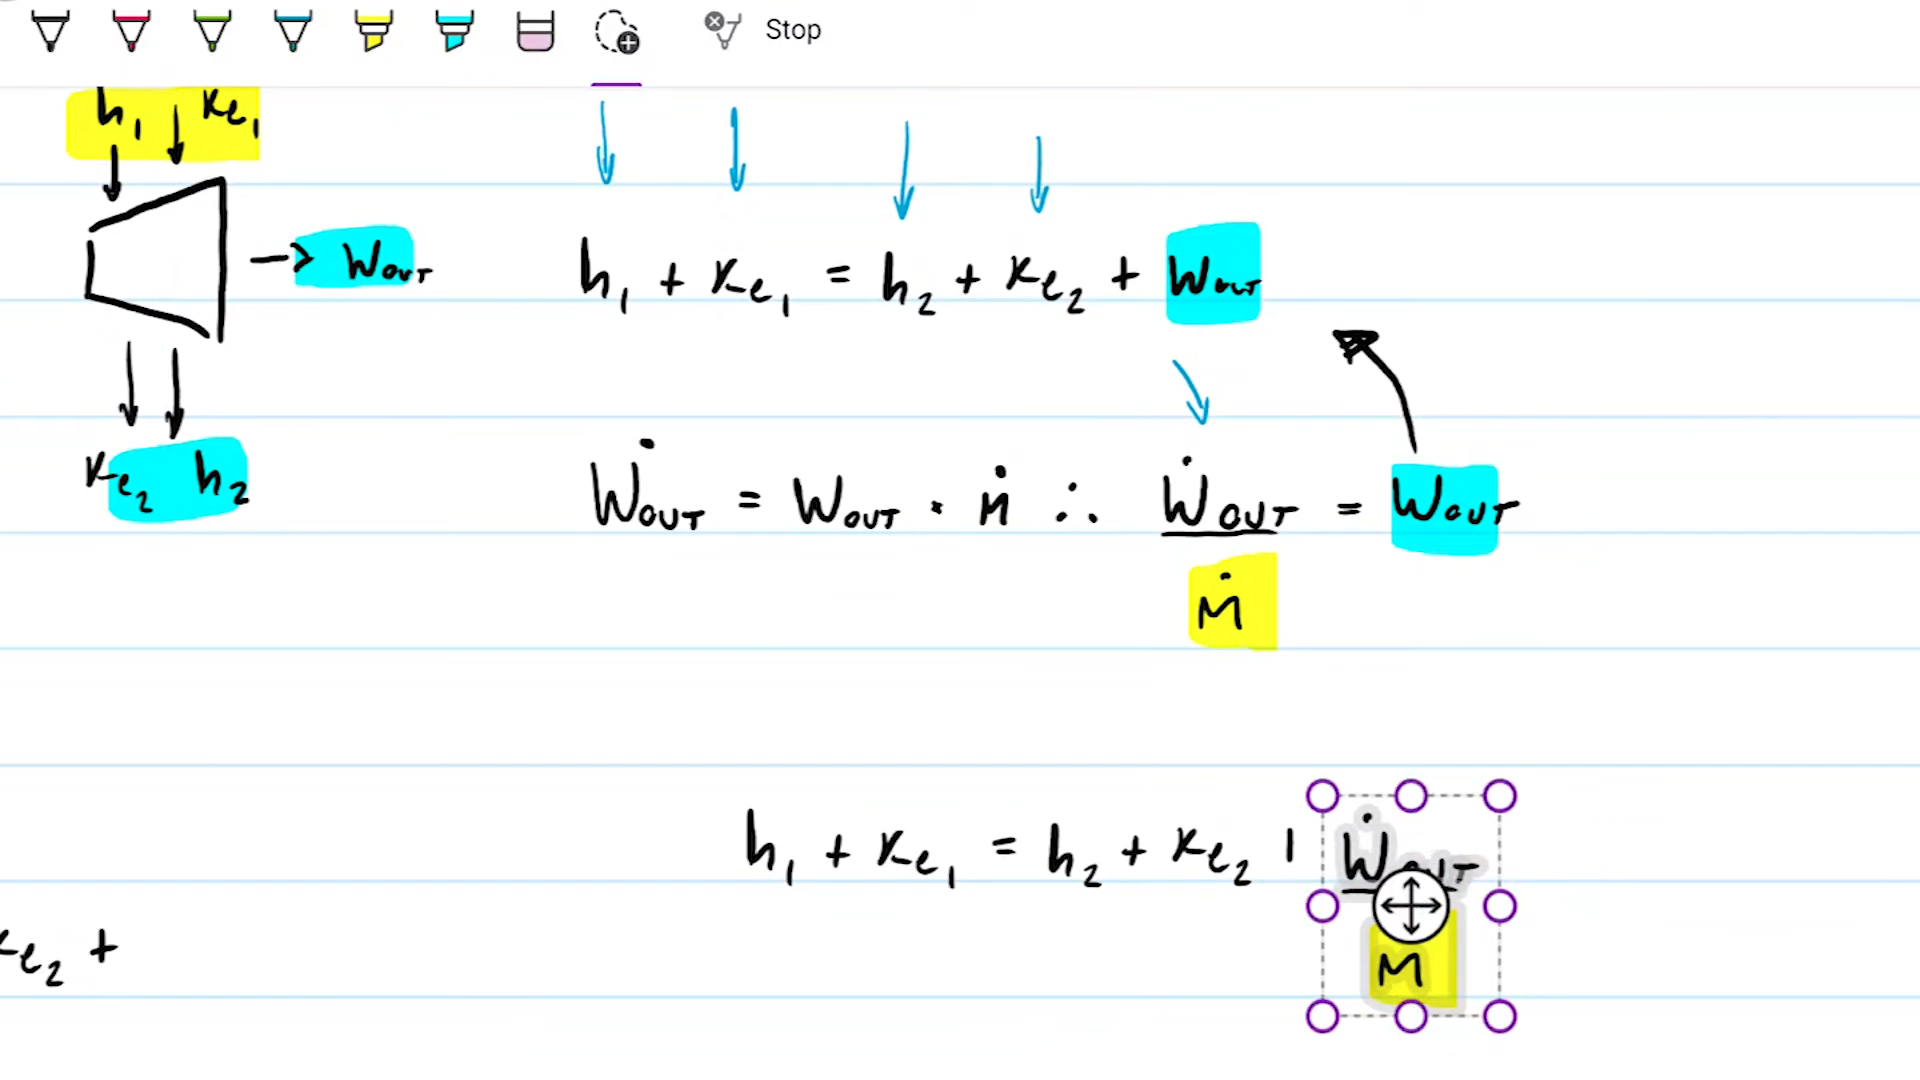 Stop
h₁ ke₁
→ Wout
h₁ + ke₁ = h₂ + ke₂ + Wout
ke₂ h₂
Ẇout = Wout · ṁ ∴ Ẇout = Wout
ṁ
h₁ + ke₁ = h₂ + ke₂ + Ẇout
M
ke₂ +